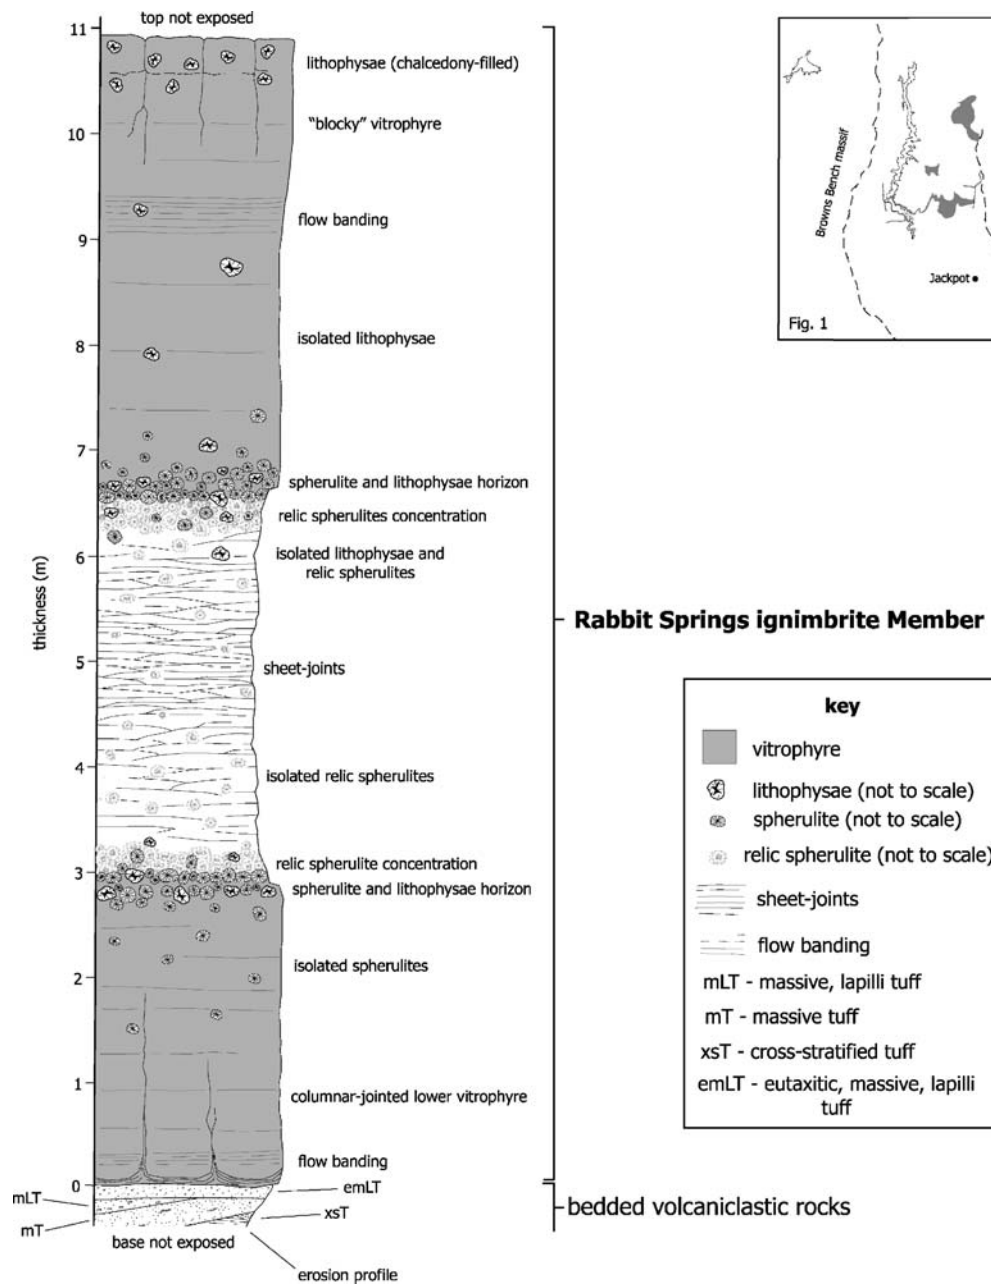 top not exposed
11
10
9
8
7
6
5
4
3
2
1
0
thickness (m)
lithophysae (chalcedony-filled)
“blocky” vitrophyre
flow banding
isolated lithophysae
spherulite and lithophysae horizon
relic spherulites concentration
isolated lithophysae and
relic spherulites
sheet-joints
isolated relic spherulites
relic spherulite concentration
spherulite and lithophysae horizon
isolated spherulites
columnar-jointed lower vitrophyre
flow banding
emLT
mLT
xsT
mT
base not exposed
erosion profile
Rabbit Springs ignimbrite Member
bedded volcaniclastic rocks
Browns Bench massif
Jackpot
Fig. 1
key
vitrophyre
lithophysae (not to scale)
spherulite (not to scale)
relic spherulite (not to scale)
sheet-joints
flow banding
mLT - massive, lapilli tuff
mT - massive tuff
xsT - cross-stratified tuff
emLT - eutaxitic, massive, lapilli
tuff